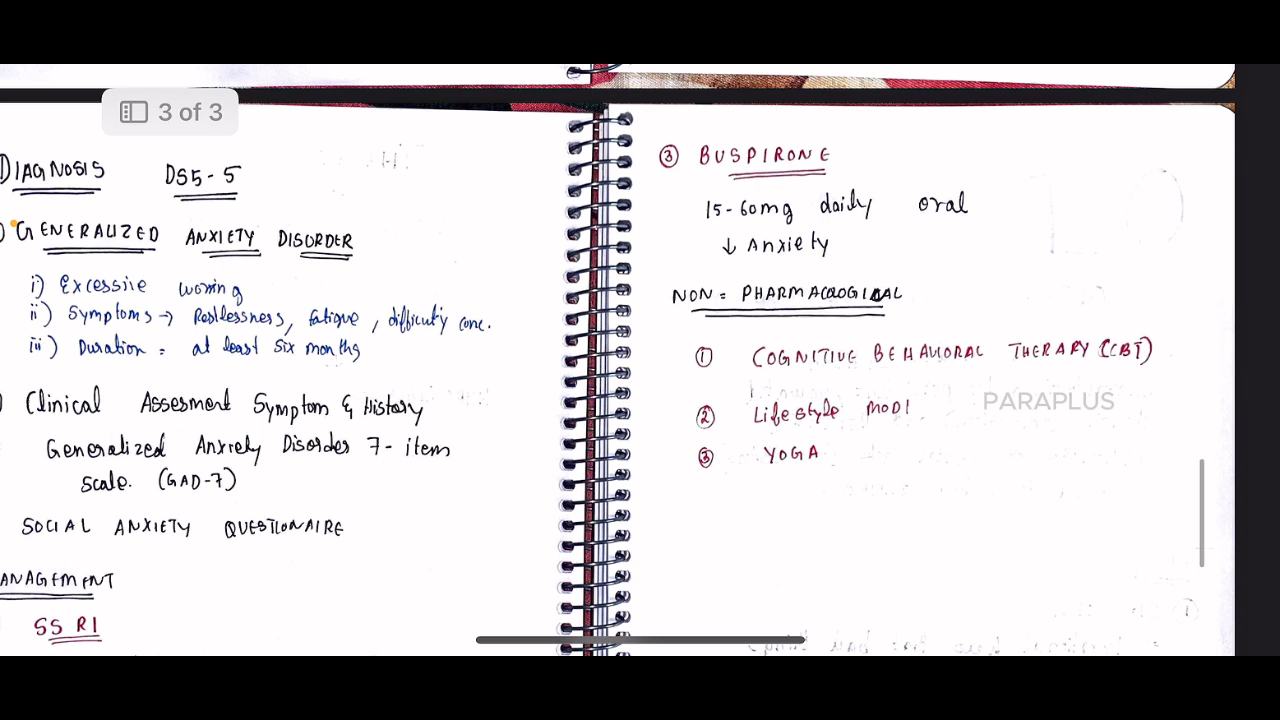 3 of 3
DIAGNOSIS DS5-5
GENERALIZED ANXIETY DISORDER
i) Excessive
ii) Symptoms → Restlessness, fatigue, difficulty conc.
iii) Duration = at least six months
Clinical Assesment Symptom & History
Generalized Anxiety Disorder 7-item
scale. (GAD-7)
SOCIAL ANXIETY QUESTIONAIRE
ANAGEMENT
SSRI
③ BUSPIRONE
15-60mg daily oral
↓ Anxiety
NON = PHARMACOLOGICAL
① COGNITIVE BEHAVIORAL THERAPY (CBT)
② Lifestyle MODI
③ YOGA
PARAPLUS